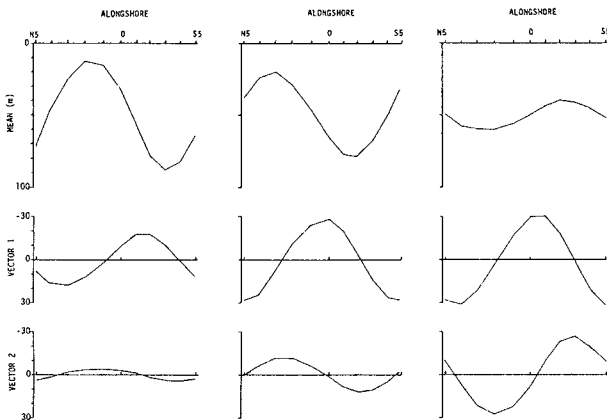 ALONGSHORE ALONGSHORE ALONGSHORE
N5 0 S5 N5 0 S5 N5 0 S5
0
MEAN (m)
100
-30
VECTOR 1
0
30
-30
VECTOR 2
0
30